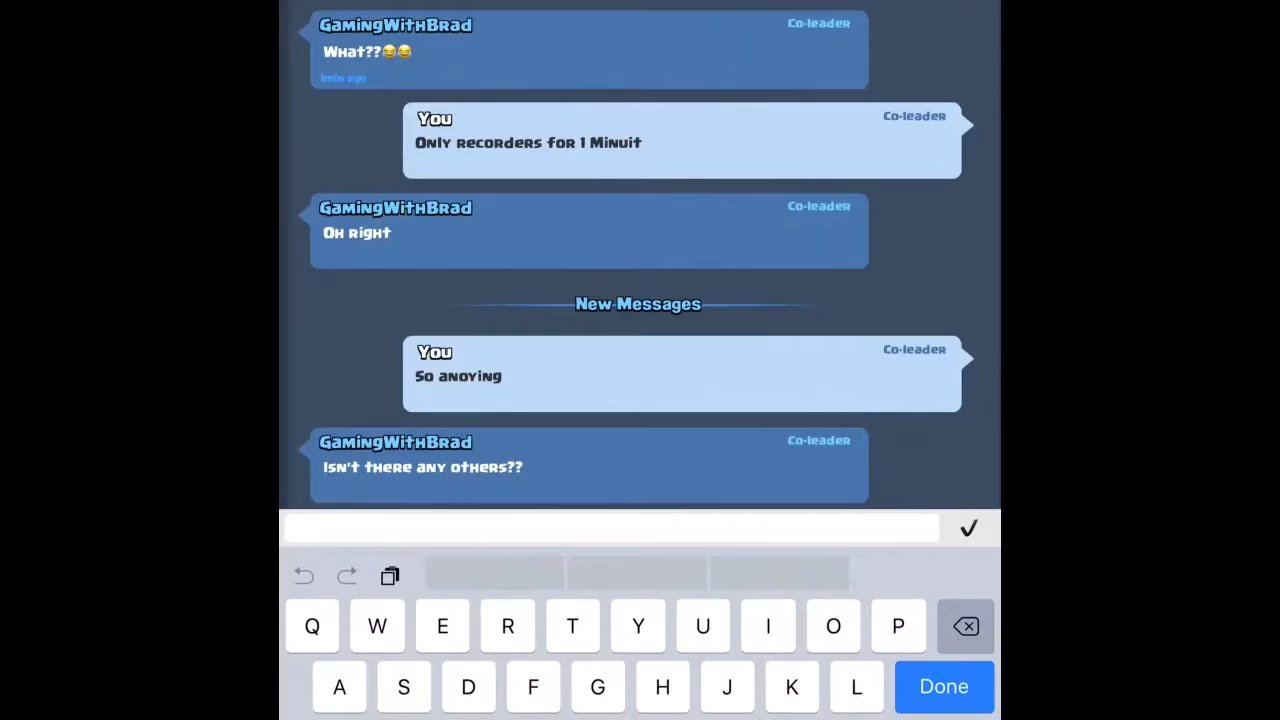 GamingWithBrad Co-leader
What??😂😂
1min ago
You Co-leader
Only recorders for 1 Minuit
GamingWithBrad Co-leader
Oh right
New Messages
You Co-leader
So anoying
GamingWithBrad Co-leader
Isn't there any others??
Q W E R T Y U I O P
A S D F G H J K L Done